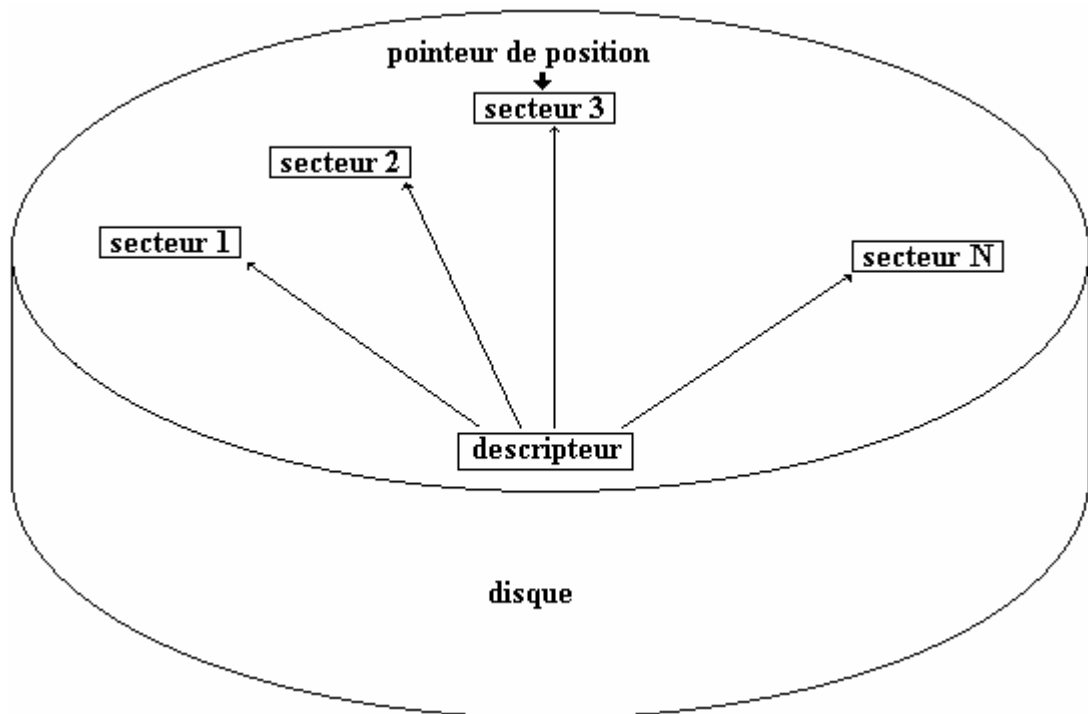 pointeur de position
secteur 3
secteur 2
secteur 1
secteur N
descripteur
disque